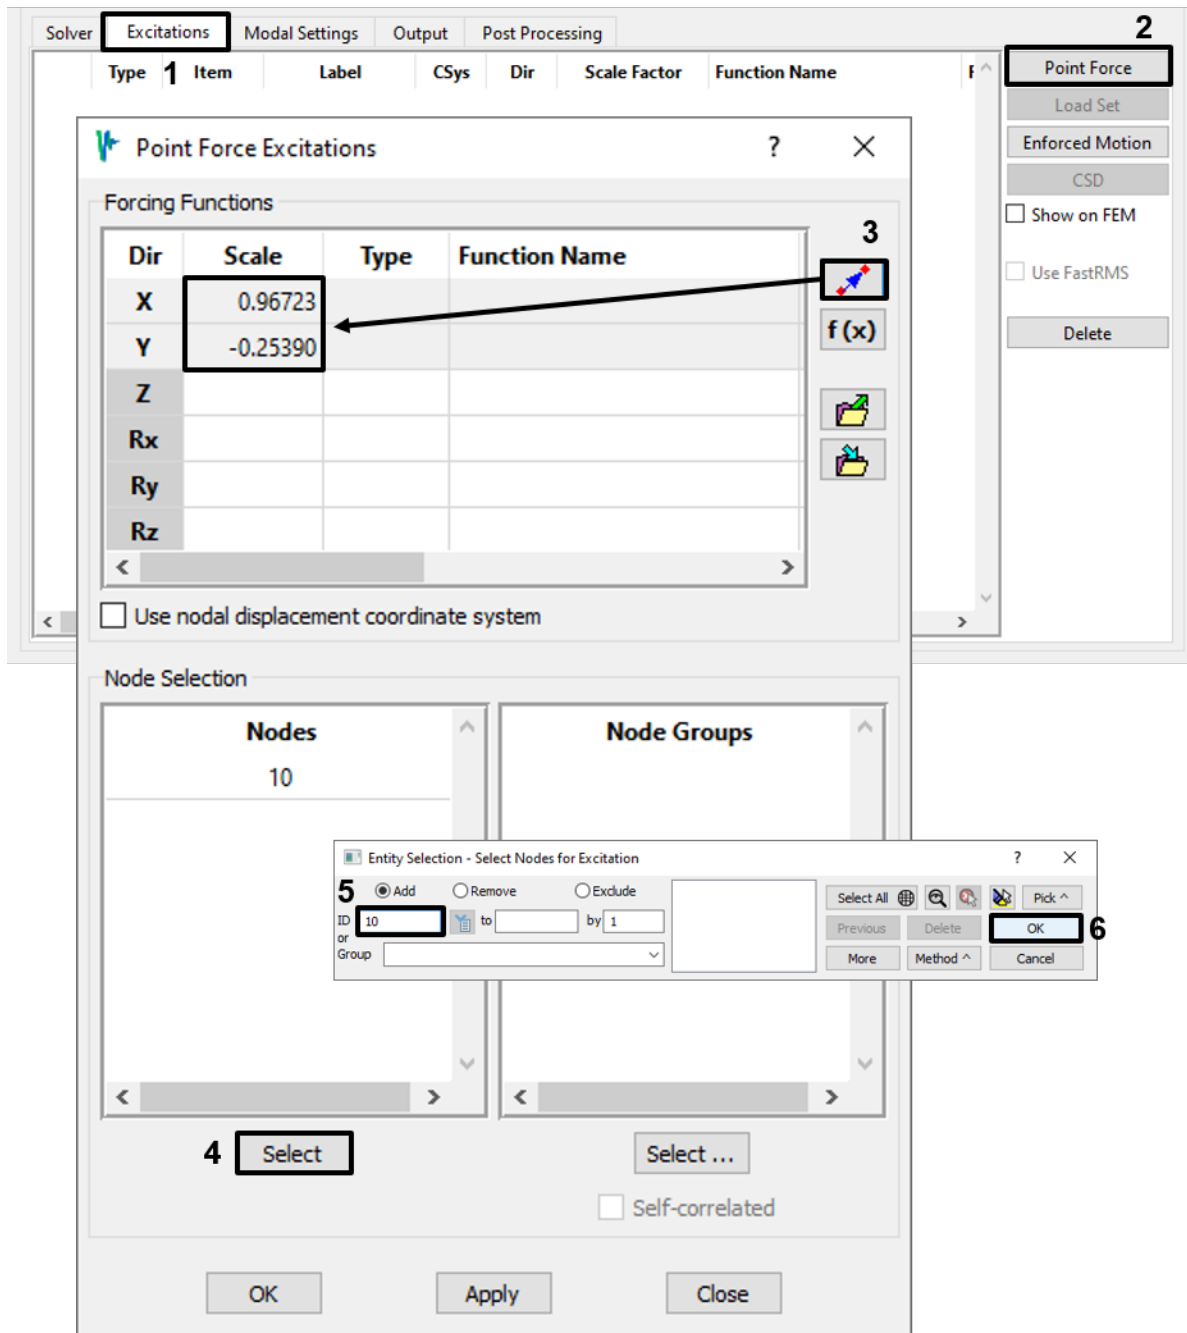 2
Solver Excitations Modal Settings Output Post Processing
1
Type Item Label CSys Dir Scale Factor Function Name
Point Force
Load Set
Enforced Motion
CSD
Show on FEM
Use FastRMS
Delete
Point Force Excitations ? ×
Forcing Functions
3
Dir Scale Type Function Name
X 0.96723
Y -0.25390
Z
Rx
Ry
Rz
f (x)
Use nodal displacement coordinate system
Node Selection
Nodes
10
Node Groups
Entity Selection - Select Nodes for Excitation ? ×
5 Add Remove Exclude
ID 10 to by 1
or
Group
Select All Pick ^
Previous Delete OK 6
More Method ^ Cancel
4 Select Select ...
Self-correlated
OK Apply Close